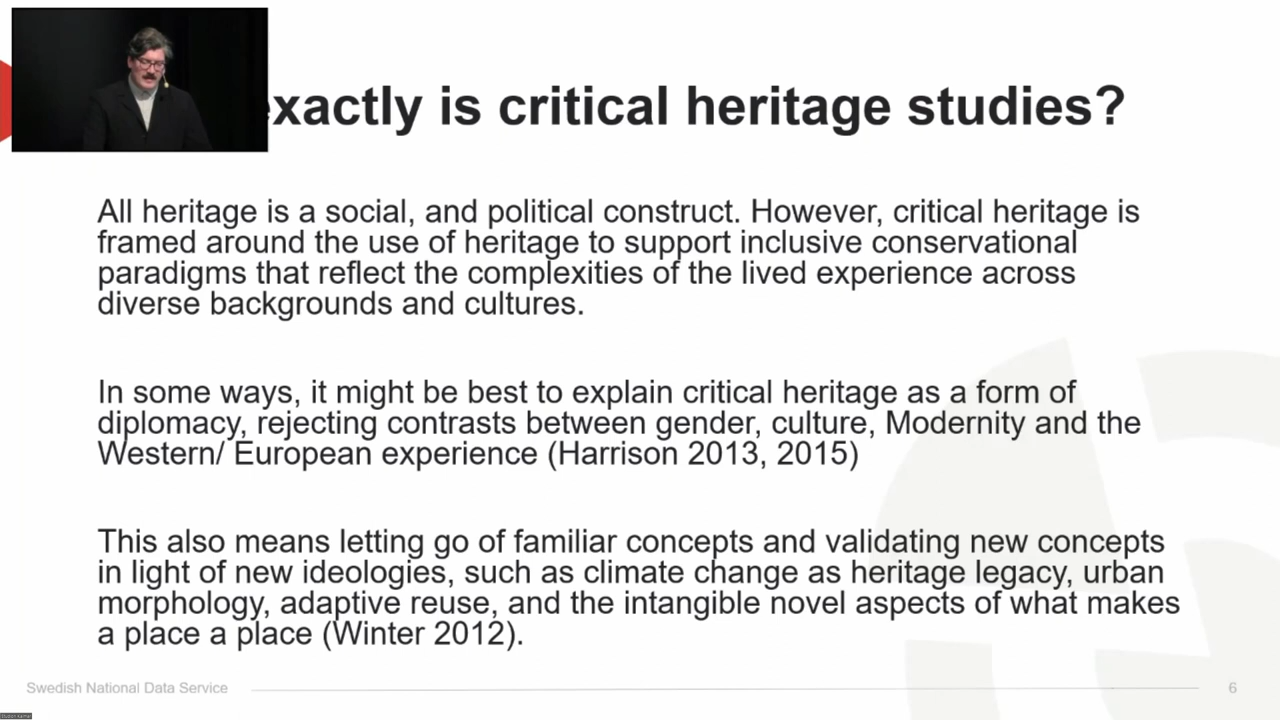 exactly is critical heritage studies?
All heritage is a social, and political construct. However, critical heritage is
framed around the use of heritage to support inclusive conservational
paradigms that reflect the complexities of the lived experience across
diverse backgrounds and cultures.
In some ways, it might be best to explain critical heritage as a form of
diplomacy, rejecting contrasts between gender, culture, Modernity and the
Western/ European experience (Harrison 2013, 2015)
This also means letting go of familiar concepts and validating new concepts
in light of new ideologies, such as climate change as heritage legacy, urban
morphology, adaptive reuse, and the intangible novel aspects of what makes
a place a place (Winter 2012).
Swedish National Data Service
6